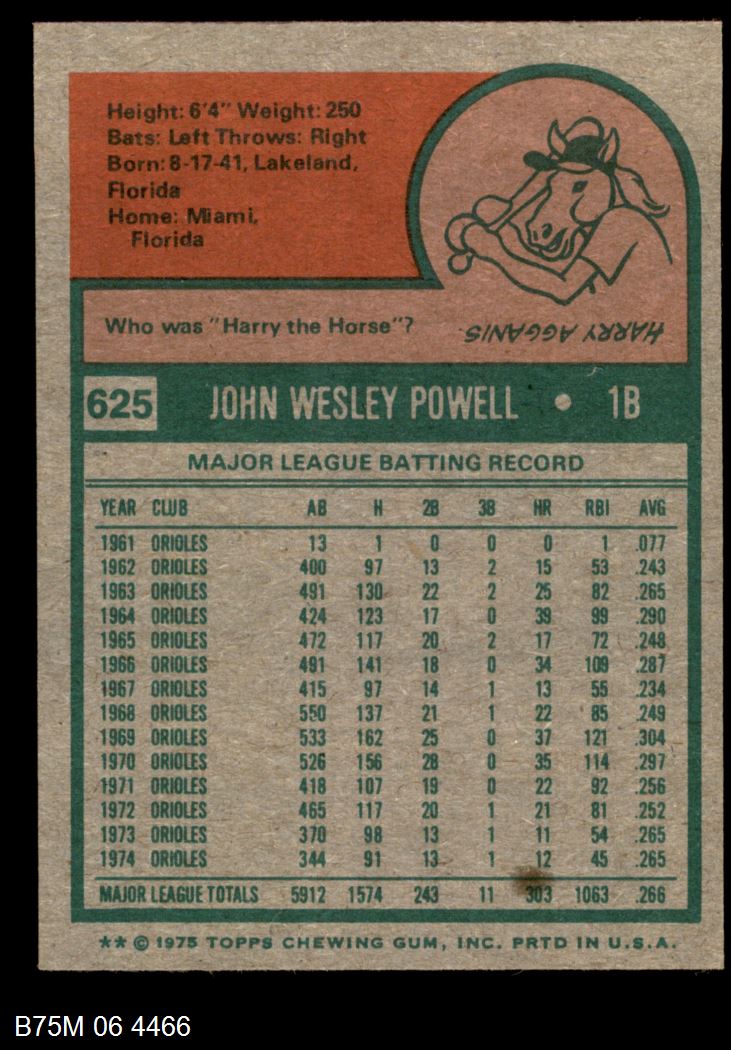 Height: 6'4" Weight: 250
Bats: Left Throws: Right
Born: 8-17-41, Lakeland,
Florida
Home: Miami,
Florida
Who was "Harry the Horse"?
HARRY AGGANIS.
625 JOHN WESLEY POWELL • 1B
MAJOR LEAGUE BATTING RECORD
YEAR CLUB AB H 2B 3B HR RBI AVG
1961 ORIOLES 13 1 0 0 0 1 .077
1962 ORIOLES 400 97 13 2 15 53 .243
1963 ORIOLES 491 130 22 2 25 82 .265
1964 ORIOLES 424 123 17 0 39 99 .290
1965 ORIOLES 472 117 20 2 17 72 .248
1966 ORIOLES 491 141 18 0 34 109 .287
1967 ORIOLES 415 97 14 1 13 55 .234
1968 ORIOLES 550 137 21 1 22 85 .249
1969 ORIOLES 533 162 25 0 37 121 .304
1970 ORIOLES 526 156 28 0 35 114 .297
1971 ORIOLES 418 107 19 0 22 92 .256
1972 ORIOLES 465 117 20 1 21 81 .252
1973 ORIOLES 370 98 13 1 11 54 .265
1974 ORIOLES 344 91 13 1 12 45 .265
MAJOR LEAGUE TOTALS 5912 1574 243 11 303 1063 .266
** © 1975 TOPPS CHEWING GUM, INC. PRTD IN U.S.A.
B75M 06 4466